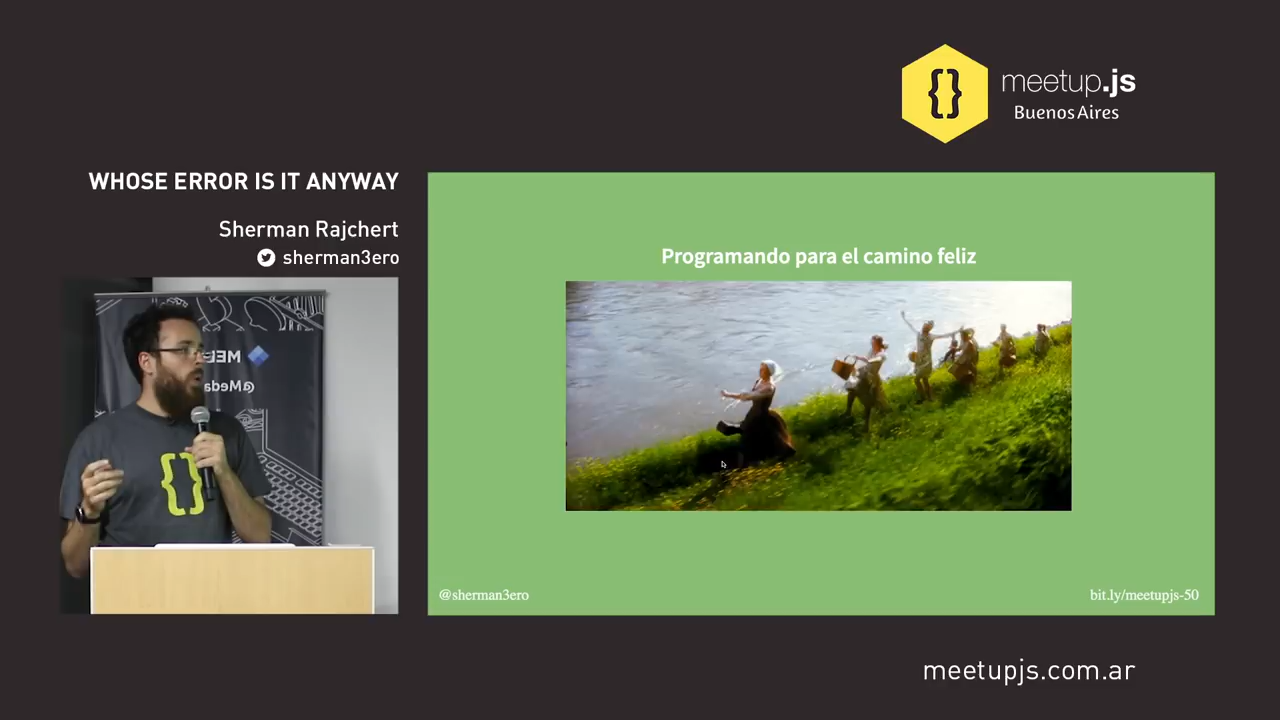 {} meetup.js
Buenos Aires
WHOSE ERROR IS IT ANYWAY
Sherman Rajchert
sherman3ero
Programando para el camino feliz
{}
@sherman3ero
bit.ly/meetupjs-50
meetupjs.com.ar